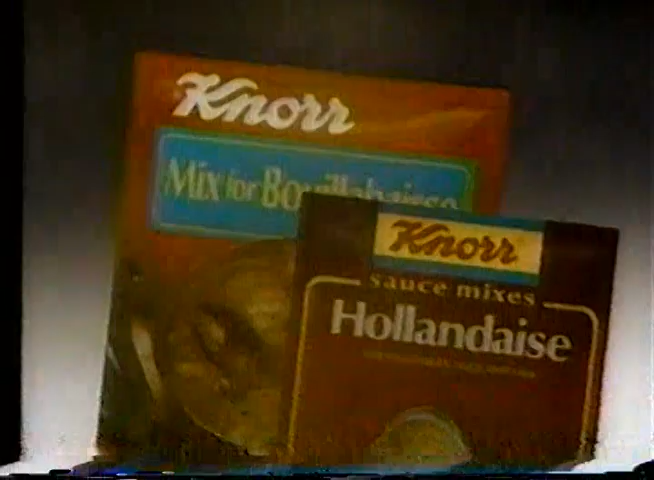 Knorr
Mix for Bouillabaisse
Knorr
sauce mixes
Hollandaise